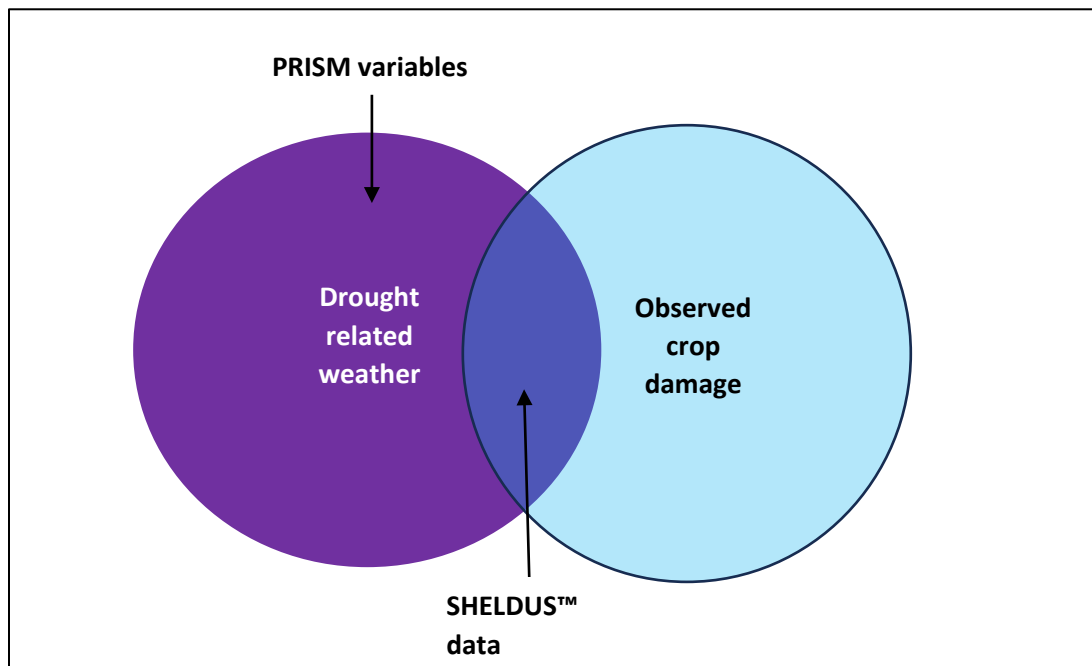 PRISM variables
Drought
related
weather
Observed
crop
damage
SHELDUS™
data